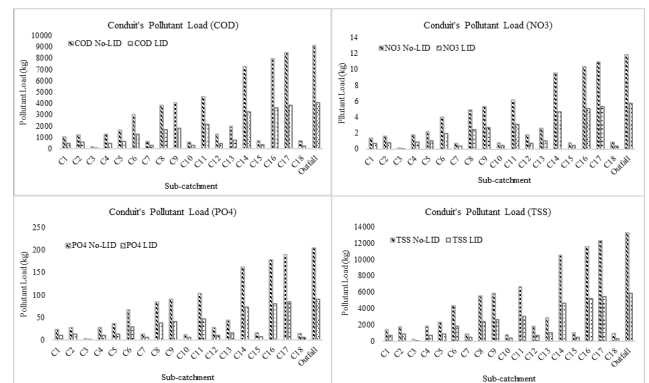 Conduit's Pollutant Load (COD)
COD No-LID COD LID
Pollutant Load (kg)
10000
9000
8000
7000
6000
5000
4000
3000
2000
1000
0
C1 C2 C3 C4 C5 C6 C7 C8 C9 C10 C11 C12 C13 C14 C15 C16 C17 C18 Outfall
Sub-catchment
Conduit's Pollutant Load (NO3)
NO3 No-LID NO3 LID
Pllutant Load (kg)
14
12
10
8
6
4
2
0
C1 C2 C3 C4 C5 C6 C7 C8 C9 C10 C11 C12 C13 C14 C15 C16 C17 C18 Outfall
Sub-catchment
Conduit's Pollutant Load (PO4)
PO4 No-LID PO4 LID
Pollutant Load (kg)
250
200
150
100
50
0
C1 C2 C3 C4 C5 C6 C7 C8 C9 C10 C11 C12 C13 C14 C15 C16 C17 C18 Outfall
Sub-catchment
Conduit's Pollutant Load (TSS)
TSS No-LID TSS LID
Pollutant Load (kg)
14000
12000
10000
8000
6000
4000
2000
0
C1 C2 C3 C4 C5 C6 C7 C8 C9 C10 C11 C12 C13 C14 C15 C16 C17 C18 Outfall
Sub-catchment